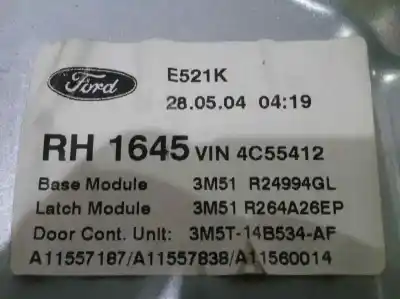 Ford E521K
28.05.04 04:19
RH 1645 VIN 4C55412
Base Module 3M51 R24994GL
Latch Module 3M51 R264A26EP
Door Cont. Unit: 3M5T-14B534-AF
A11557187/A11557838/A11560014